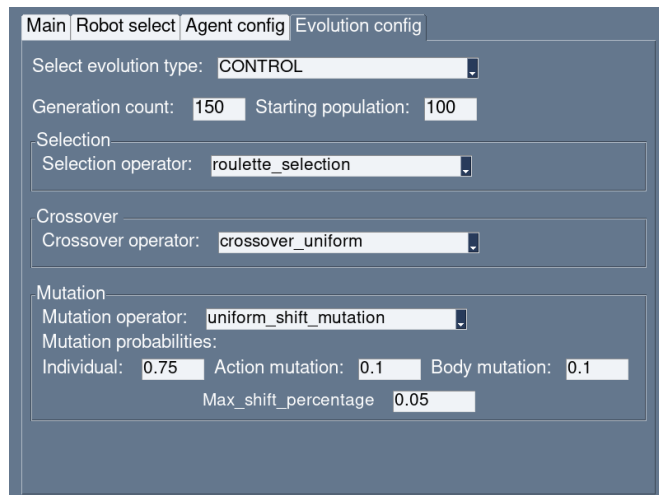 Main Robot select Agent config Evolution config
Select evolution type: CONTROL
Generation count: 150 Starting population: 100
Selection
Selection operator: roulette_selection
Crossover
Crossover operator: crossover_uniform
Mutation
Mutation operator: uniform_shift_mutation
Mutation probabilities:
Individual: 0.75 Action mutation: 0.1 Body mutation: 0.1
Max_shift_percentage 0.05